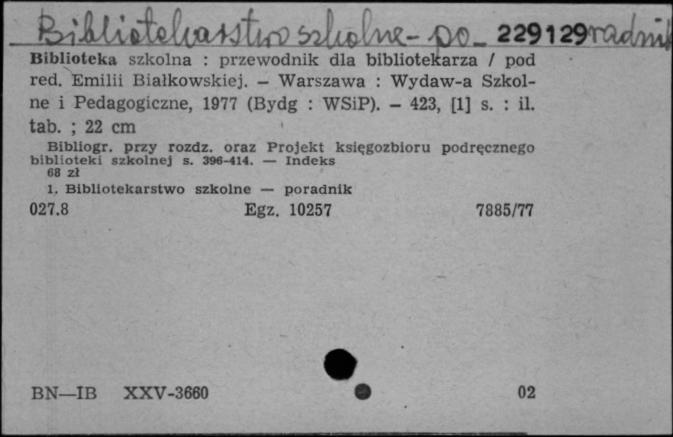 Bibliotekarstwo szkolne - po- 229129 radnik
Biblioteka szkolna : przewodnik dla bibliotekarza / pod
red. Emilii Białkowskiej. – Warszawa : Wydaw-a Szkol-
ne i Pedagogiczne, 1977 (Bydg : WSiP). – 423, [1] s. : il.
tab. ; 22 cm
Bibliogr. przy rozdz. oraz Projekt księgozbioru podręcznego
biblioteki szkolnej s. 396-414. — Indeks
68 zł
1. Bibliotekarstwo szkolne — poradnik
027.8 Egz. 10257 7885/77
BN—IB XXV-3660 02